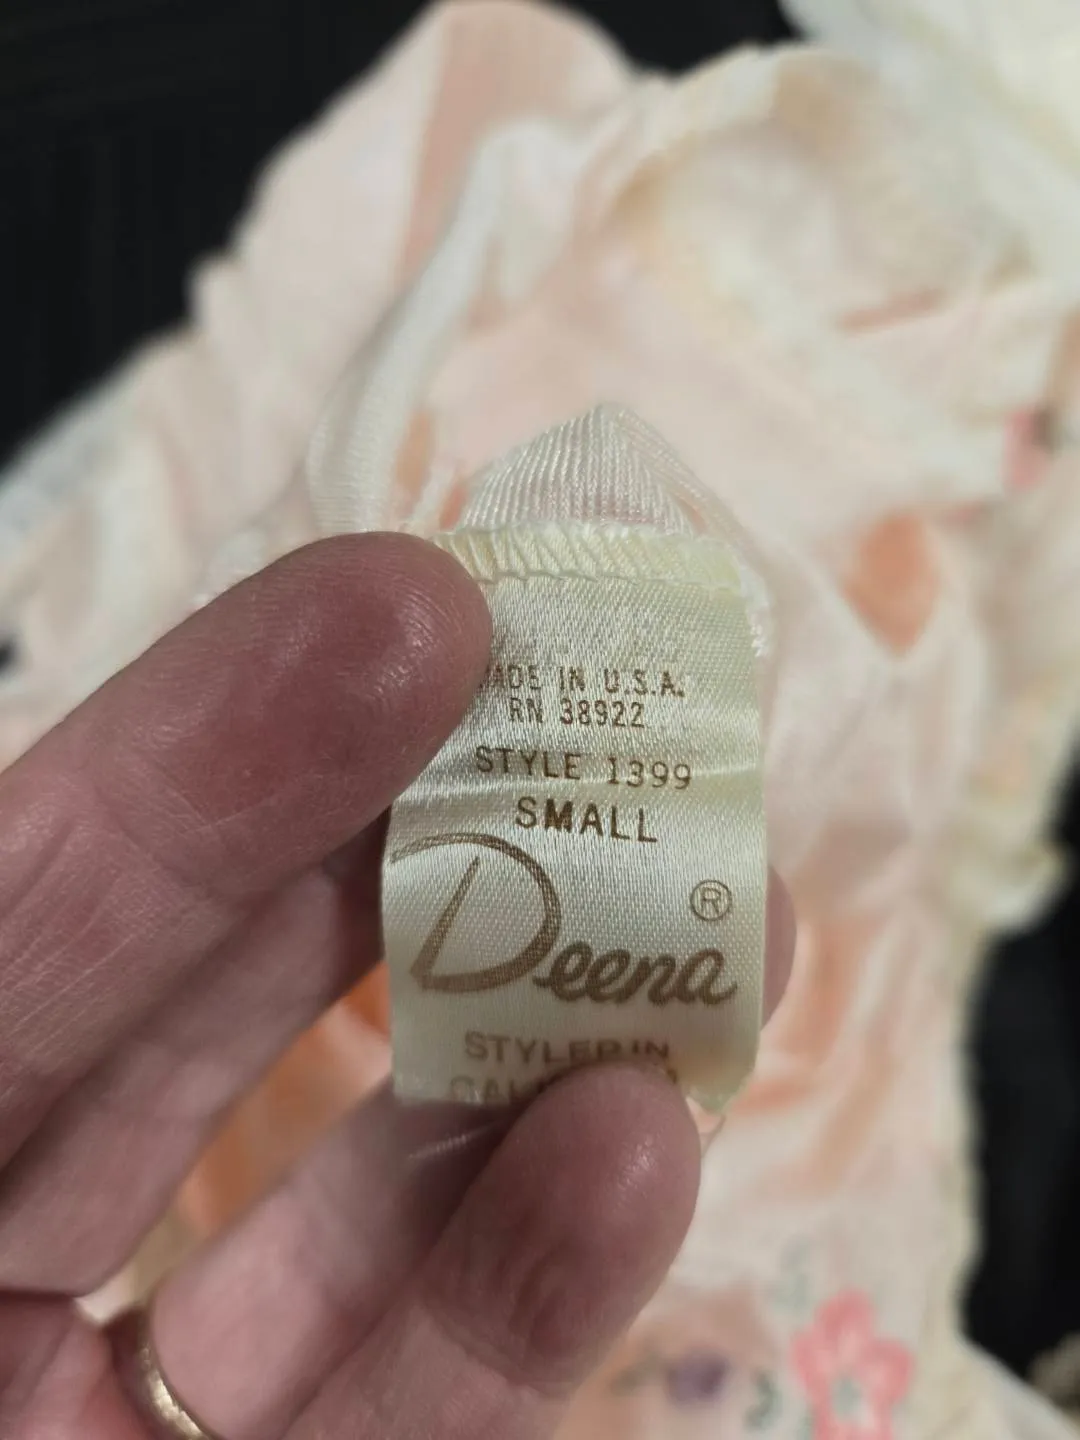 MADE IN U.S.A.
RN 38922
STYLE 1399
SMALL
Deena ®
STYLED IN